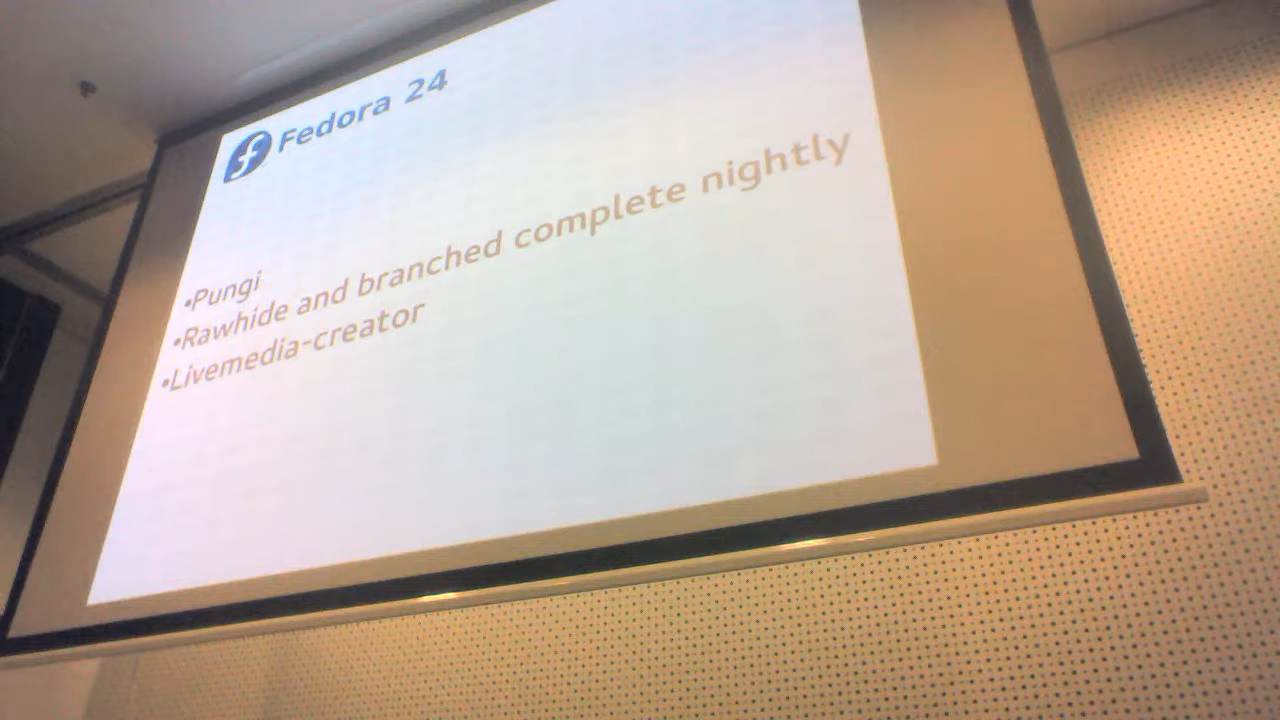 Fedora 24
•Pungi
•Rawhide and branched complete nightly
•Livemedia-creator